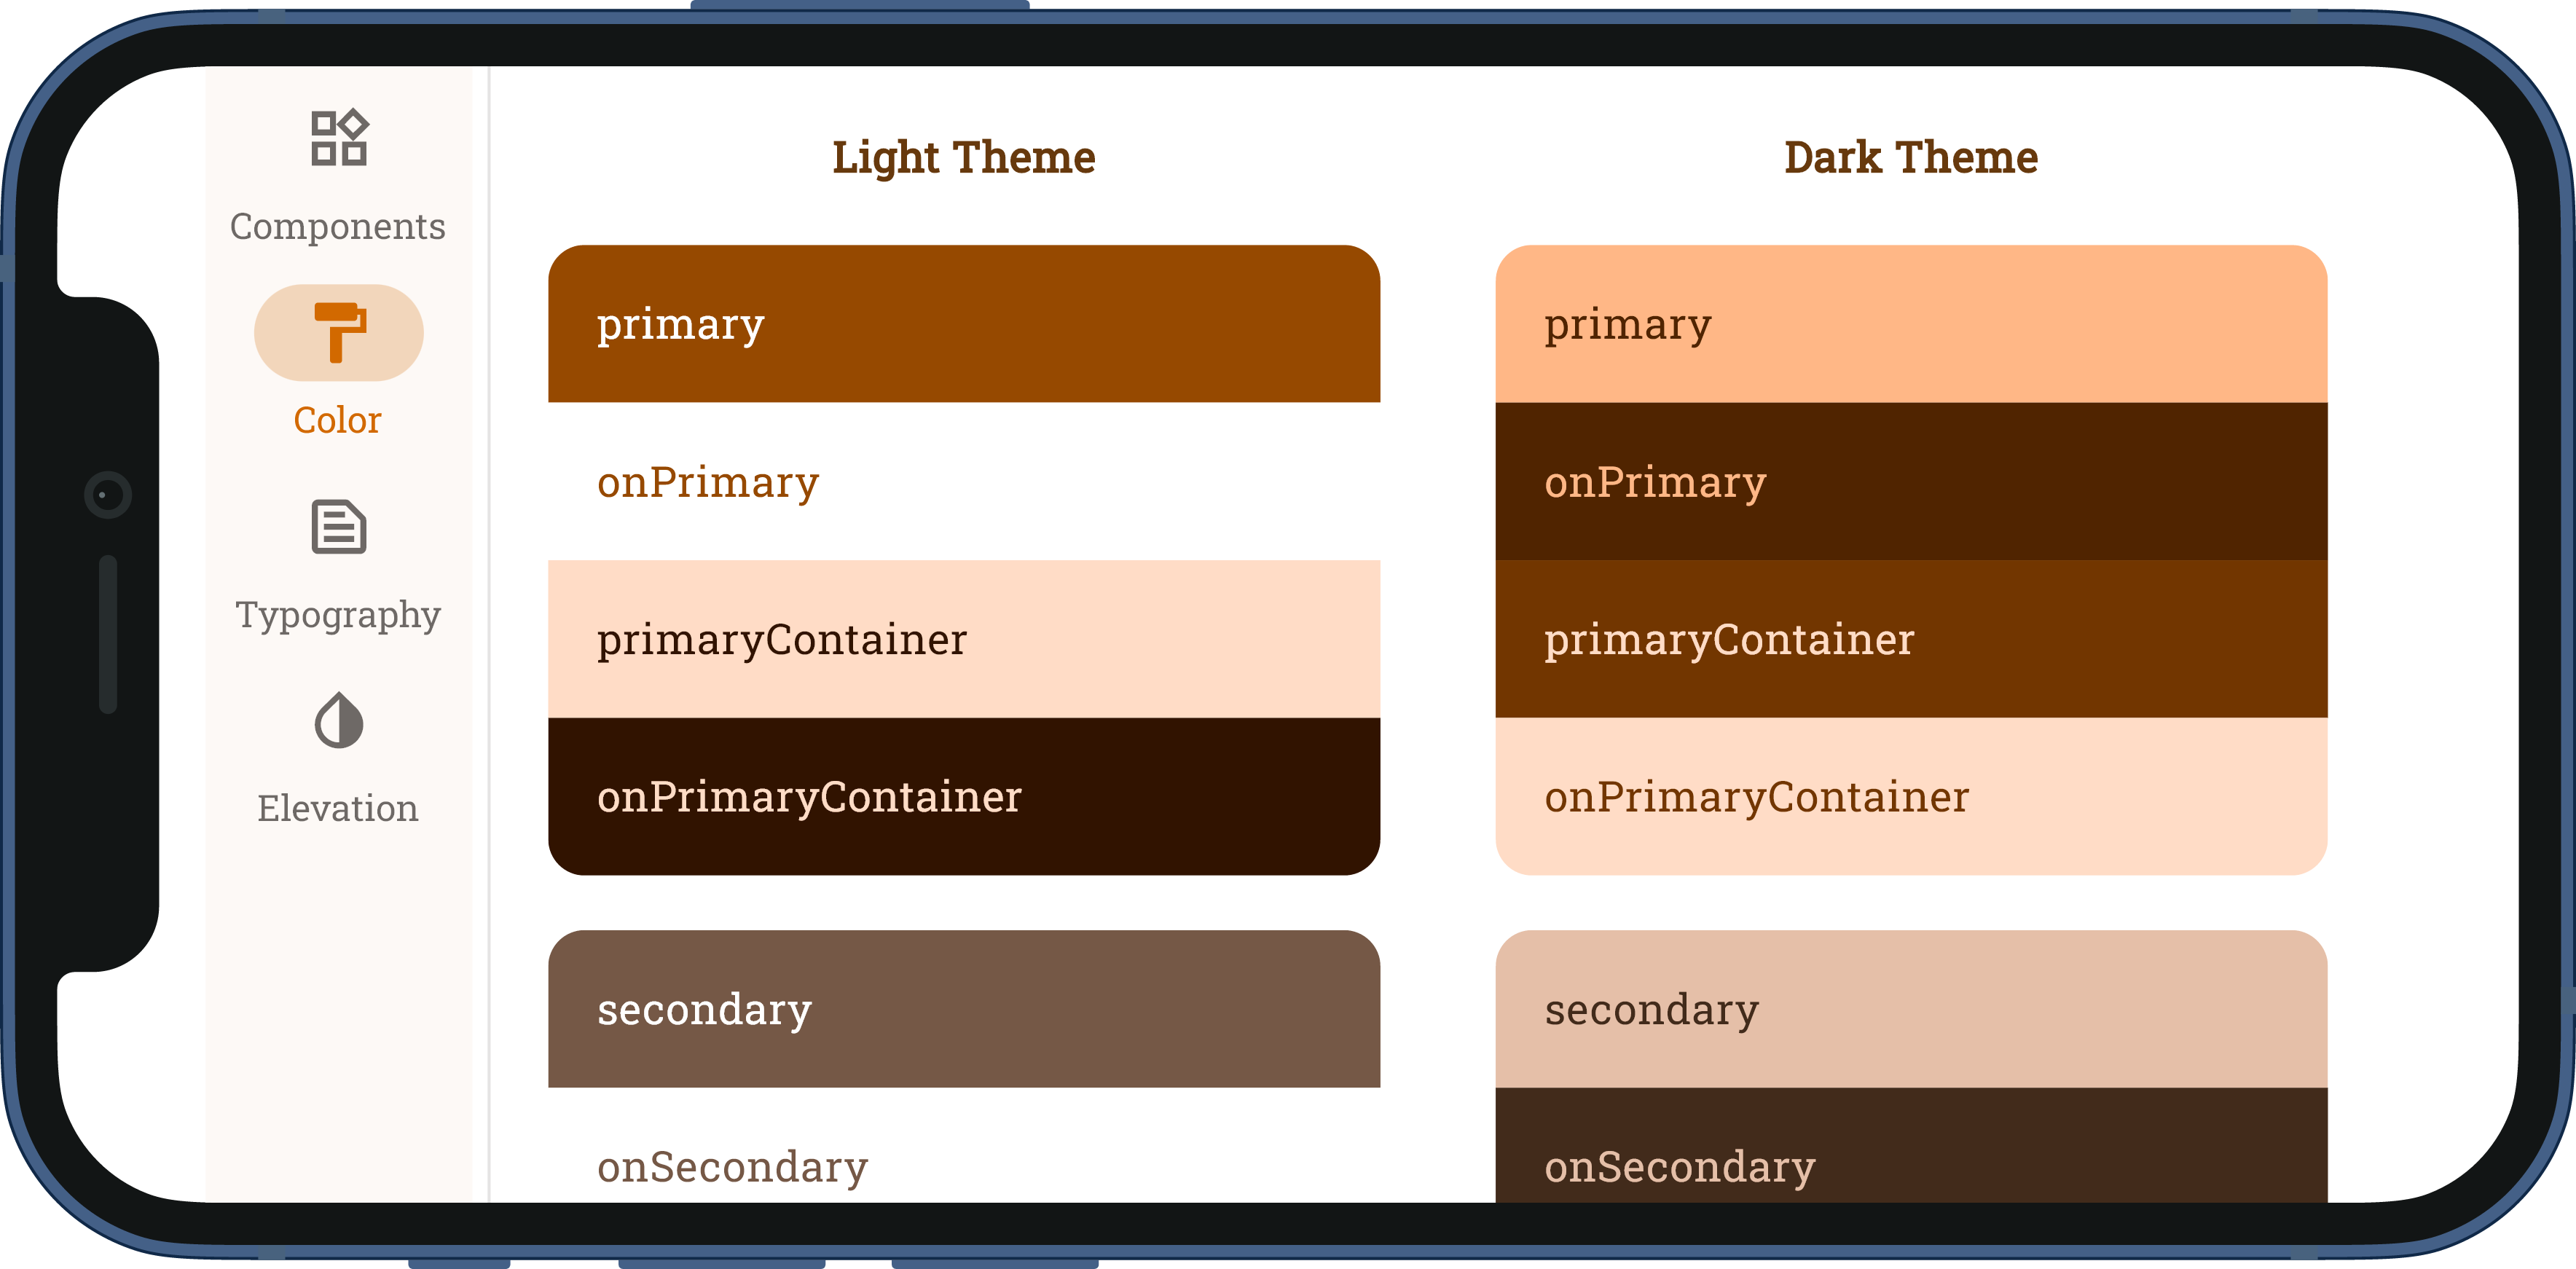 Components
Color
Typography
Elevation
Light Theme
primary
onPrimary
primaryContainer
onPrimaryContainer
secondary
onSecondary
Dark Theme
primary
onPrimary
primaryContainer
onPrimaryContainer
secondary
onSecondary